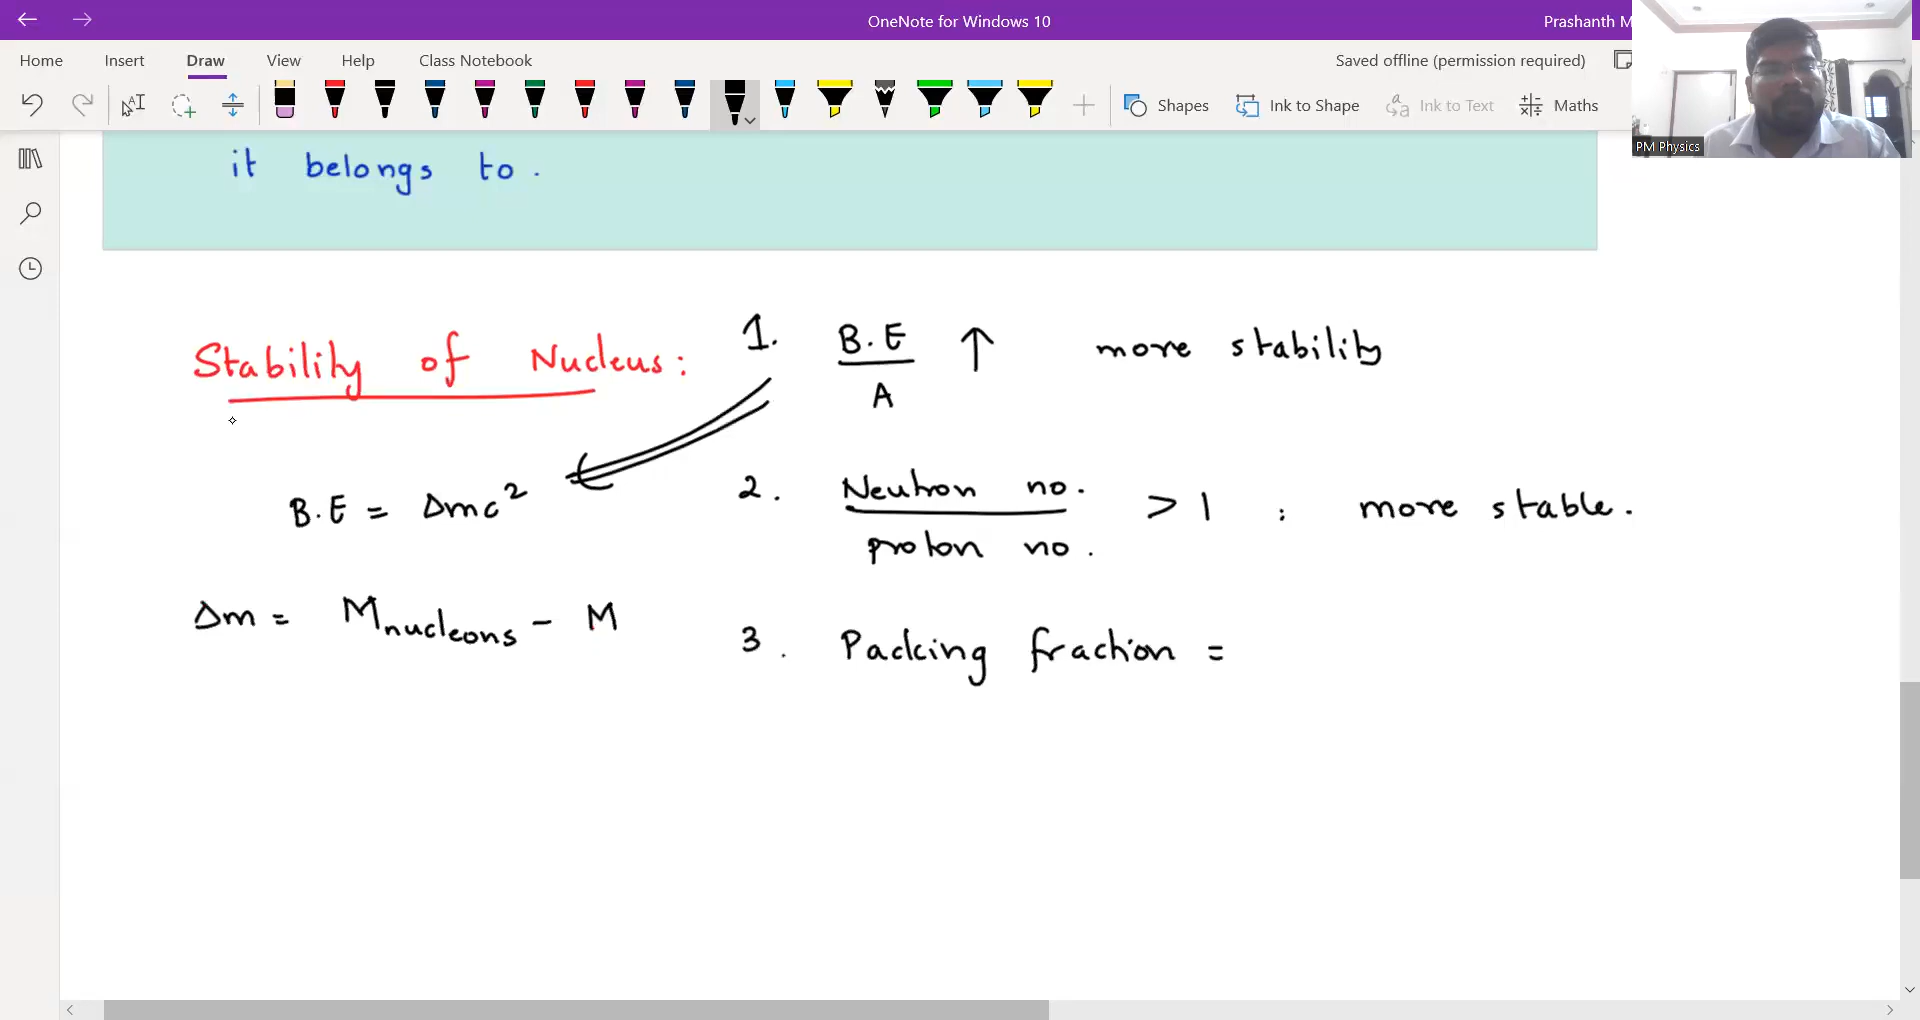 OneNote for Windows 10
Prashanth M
Home Insert Draw View Help Class Notebook
Saved offline (permission required)
Shapes Ink to Shape Ink to Text Maths
PM Physics
it belongs to.
Stability of Nucleus:
1. B.E / A ↑ more stability
B.E = Δmc²
2. Neutron no. / proton no. > 1 : more stable.
Δm = Mnucleons - M
3. Packing fraction =